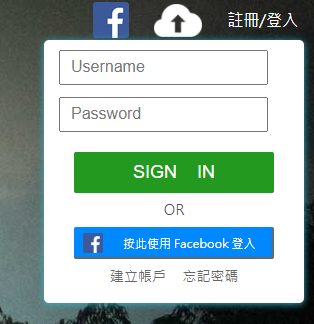 註冊/登入
Username
Password
SIGN IN
OR
按此使用 Facebook 登入
建立帳戶 忘記密碼